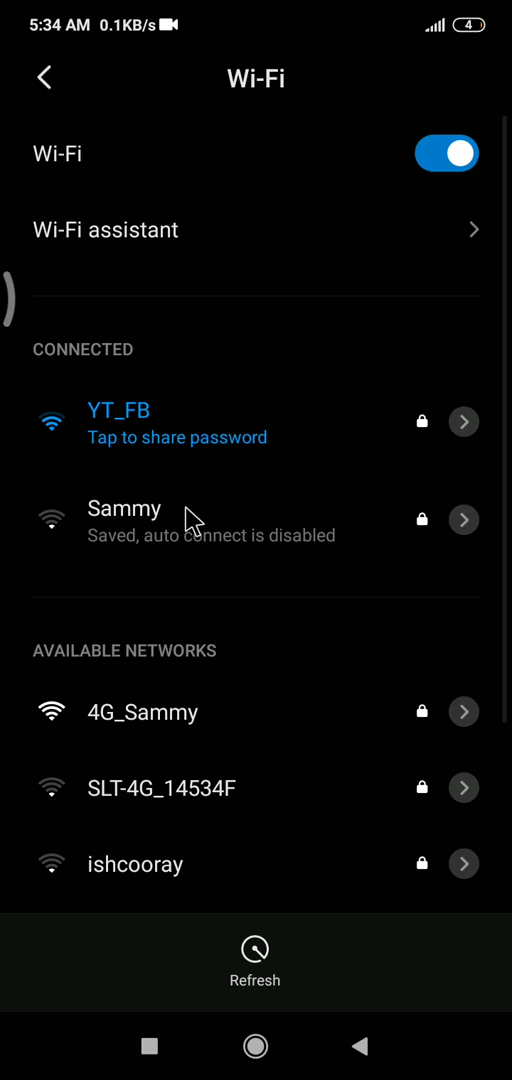 5:34 AM 0.1KB/s 4
Wi-Fi
Wi-Fi
Wi-Fi assistant
CONNECTED
YT_FB
Tap to share password
Sammy
Saved, auto connect is disabled
AVAILABLE NETWORKS
4G_Sammy
SLT-4G_14534F
ishcooray
Refresh